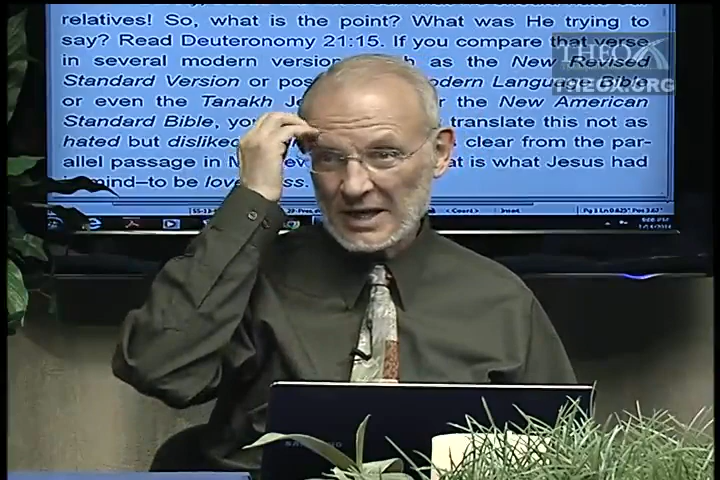 relatives! So, what is the point? What was He trying to
say? Read Deuteronomy 21:15. If you compare that verse
in several modern version as the New Revised
Standard Version or pos odern Language Bible
or even the Tanakh r the New American
Standard Bible, yo translate this not as
hated but disliked clear from the par-
allel passage in M at is what Jesus had
mind—to be love ss.
THEOX
THEOX.ORG
SAMSUNG